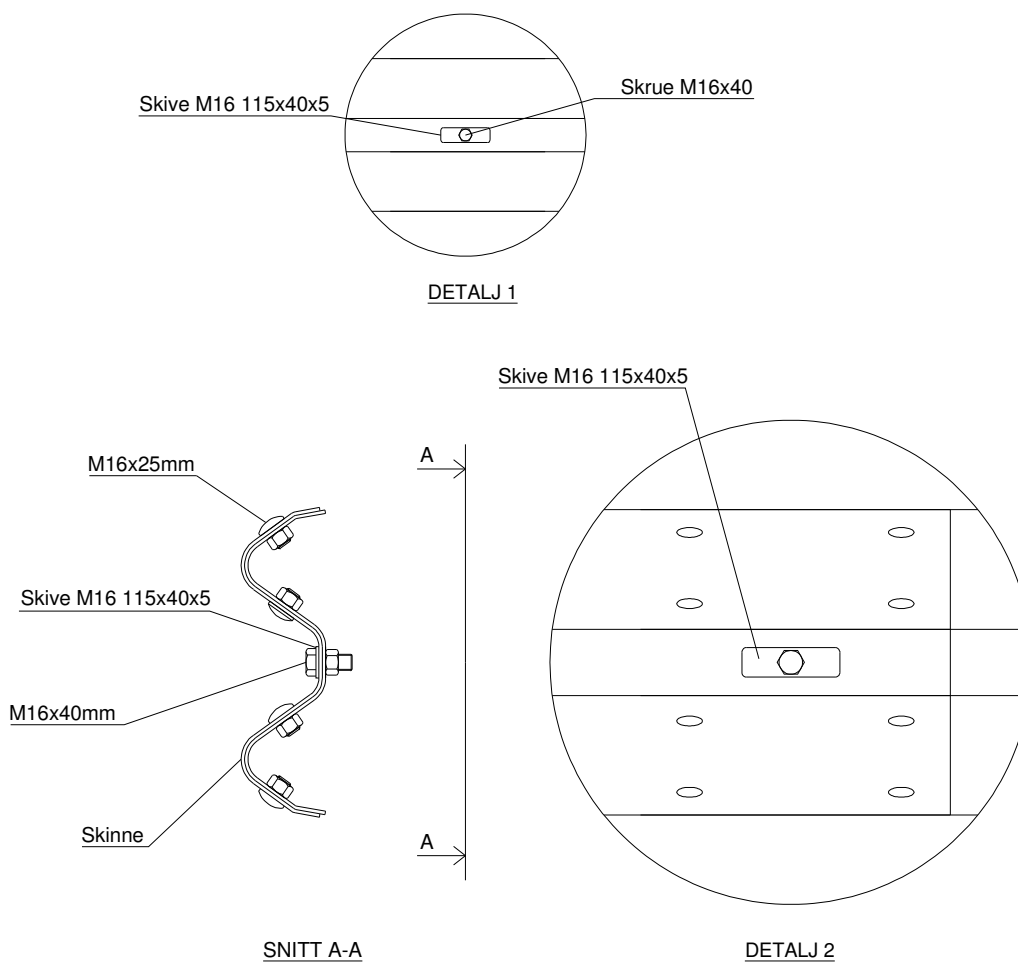 Skrue M16x40
Skive M16 115x40x5
DETALJ 1
Skive M16 115x40x5
A
M16x25mm
Skive M16 115x40x5
M16x40mm
Skinne
A
SNITT A-A
DETALJ 2